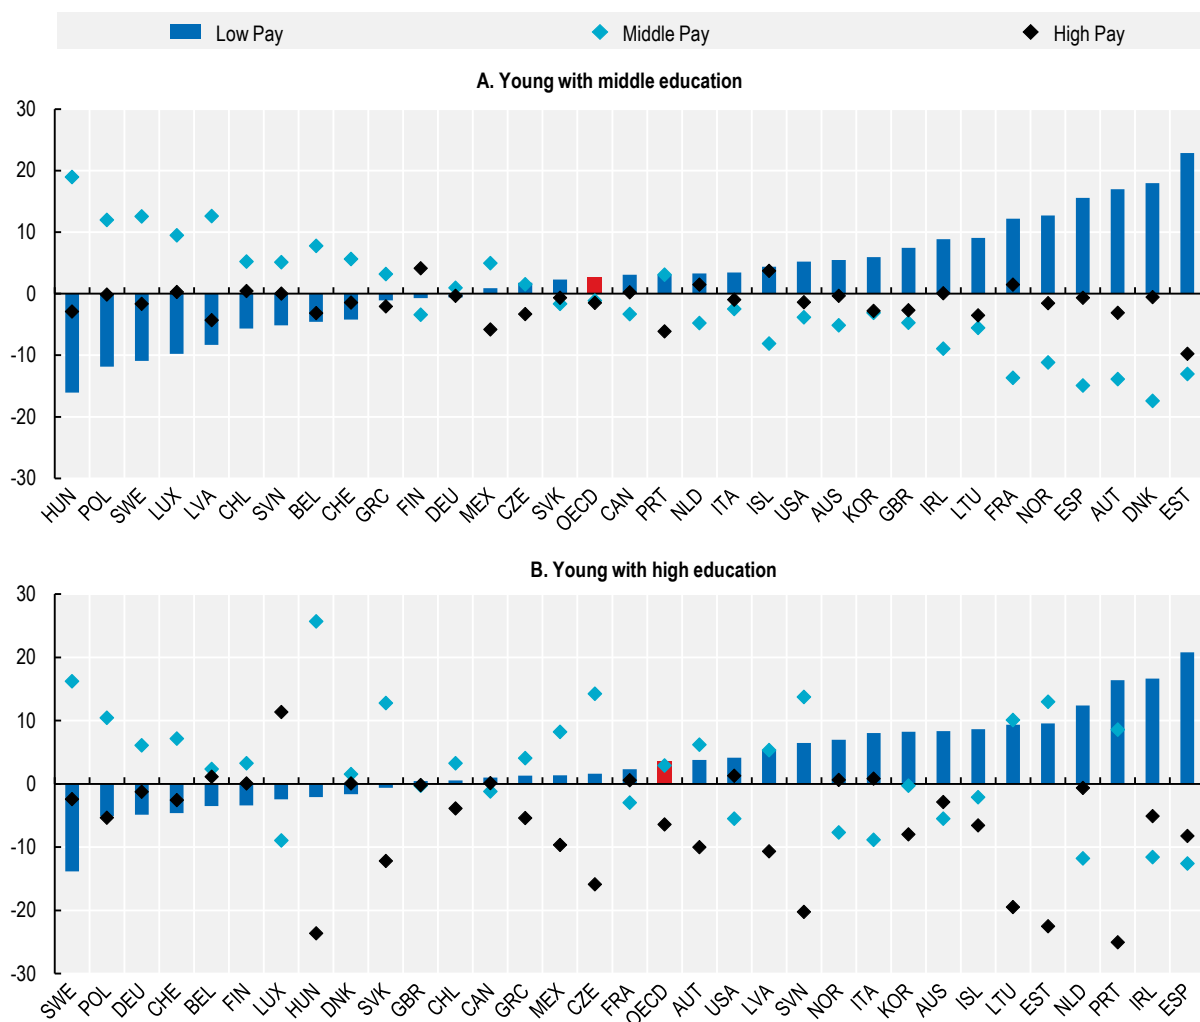 Low Pay Middle Pay High Pay
A. Young with middle education
30
20
10
0
-10
-20
-30
HUN POL SWE LUX LVA CHL SVN BEL CHE GRC FIN DEU MEX CZE SVK OECD CAN PRT NLD ITA ISL USA AUS KOR GBR IRL LTU FRA NOR ESP AUT DNK EST
B. Young with high education
30
20
10
0
-10
-20
-30
SWE POL DEU CHE BEL FIN LUX HUN DNK SVK GBR CHL CAN GRC MEX CZE FRA OECD AUT USA LVA SVN NOR ITA KOR AUS ISL LTU EST NLD PRT IRL ESP